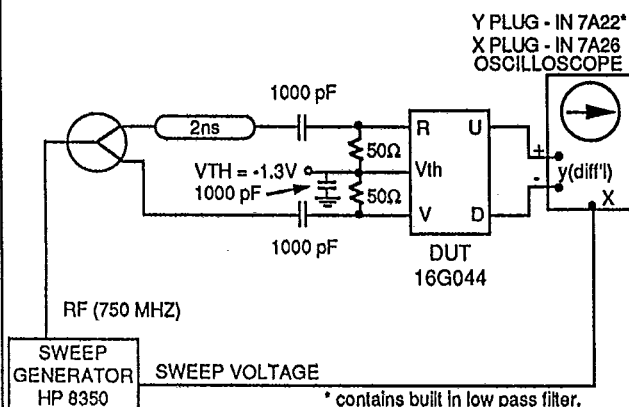 Y PLUG - IN 7A22*
X PLUG - IN 7A26
OSCILLOSCOPE
1000 pF
2ns
R U
50Ω
+
y(diff'l)
VTH = -1.3V
Vth
1000 pF
50Ω
-
X
V D
1000 pF
DUT
16G044
RF (750 MHZ)
SWEEP
GENERATOR
HP 8350
SWEEP VOLTAGE
* contains built in low pass filter.